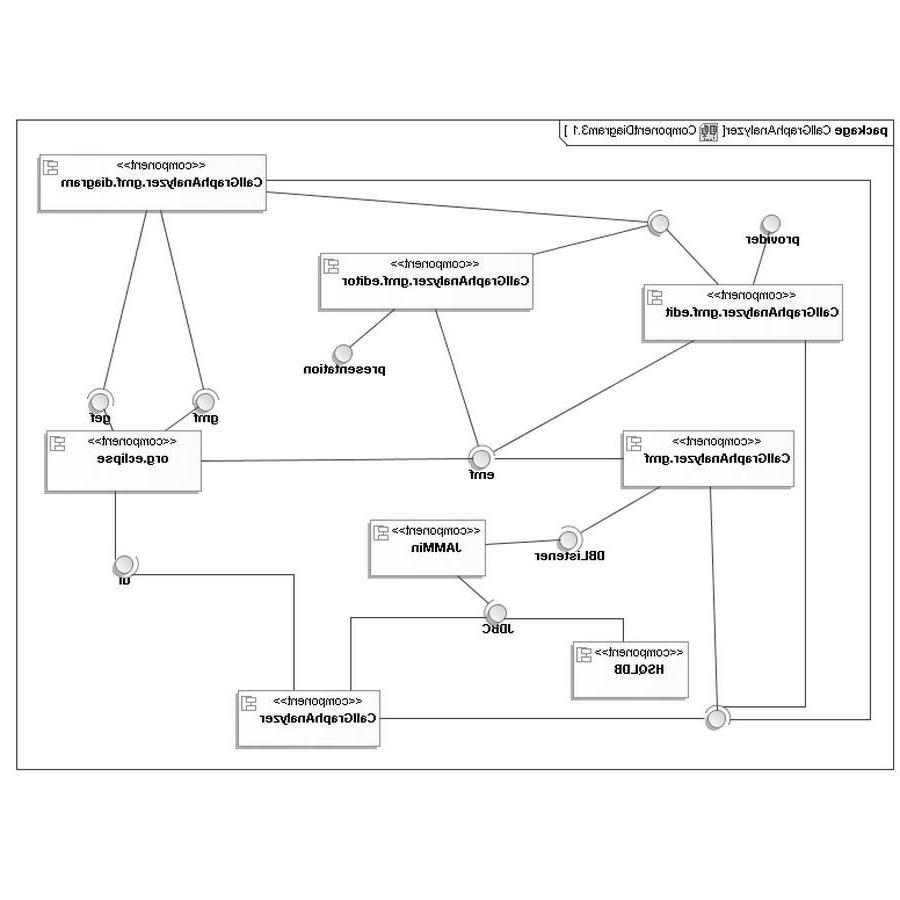 package CallGraphAnalyzer[ ComponentDiagram3.1 ]
<<component>>
CallGraphAnalyzer.gmf.diagram
provider
<<component>>
CallGraphAnalyzer.gmf.editor
<<component>>
CallGraphAnalyzer.gmf.edit
presentation
gef
gmf
<<component>>
org.eclipse
<<component>>
CallGraphAnalyzer.gmf
emf
<<component>>
JAMMin
DBListener
ui
JDBC
<<component>>
HSQLDB
<<component>>
CallGraphAnalyzer